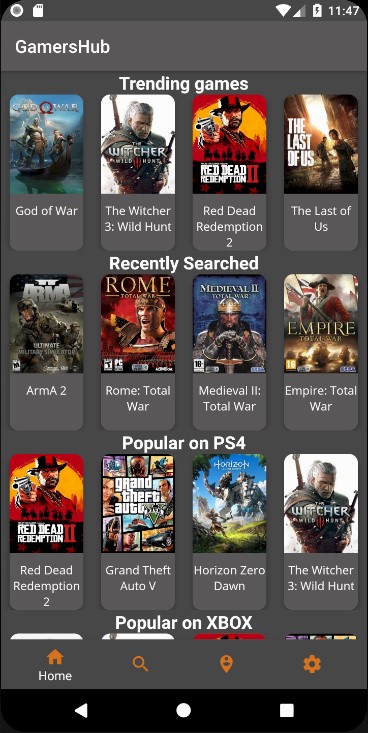 11:47
GamersHub
Trending games
GOD WAR
THE
WITCHER
WILD HUNT
RED DEAD
REDEMPTION
II
THE
LAST
OF US
God of War
The Witcher
3: Wild Hunt
Red Dead
Redemption
2
The Last of
Us
Recently Searched
II
ARMA
ULTIMATE
MILITARY SIMULATOR
ROME
TOTAL WAR
PC
MEDIEVAL II
TOTAL WAR
EMPIRE
TOTAL WAR
ArmA 2
Rome: Total
War
Medieval II:
Total War
Empire: Total
War
Popular on PS4
RED DEAD
REDEMPTION
II
grand
theft
auto
V
HORIZON
ZERO DAWN
THE
WITCHER
WILD HUNT
Red Dead
Redemption
2
Grand Theft
Auto V
Horizon Zero
Dawn
The Witcher
3: Wild Hunt
Popular on XBOX
Home